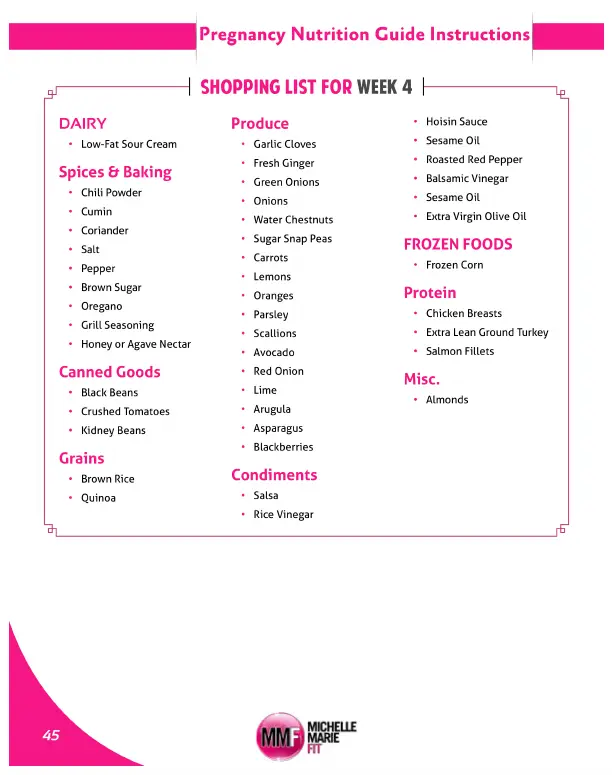 Pregnancy Nutrition Guide Instructions
SHOPPING LIST FOR WEEK 4
DAIRY
• Low-Fat Sour Cream
Spices & Baking
• Chili Powder
• Cumin
• Coriander
• Salt
• Pepper
• Brown Sugar
• Oregano
• Grill Seasoning
• Honey or Agave Nectar
Canned Goods
• Black Beans
• Crushed Tomatoes
• Kidney Beans
Grains
• Brown Rice
• Quinoa
Produce
• Garlic Cloves
• Fresh Ginger
• Green Onions
• Onions
• Water Chestnuts
• Sugar Snap Peas
• Carrots
• Lemons
• Oranges
• Parsley
• Scallions
• Avocado
• Red Onion
• Lime
• Arugula
• Asparagus
• Blackberries
Condiments
• Salsa
• Rice Vinegar
• Hoisin Sauce
• Sesame Oil
• Roasted Red Pepper
• Balsamic Vinegar
• Sesame Oil
• Extra Virgin Olive Oil
FROZEN FOODS
• Frozen Corn
Protein
• Chicken Breasts
• Extra Lean Ground Turkey
• Salmon Fillets
Misc.
• Almonds
45
MMF
MICHELLE
MARIE
FIT